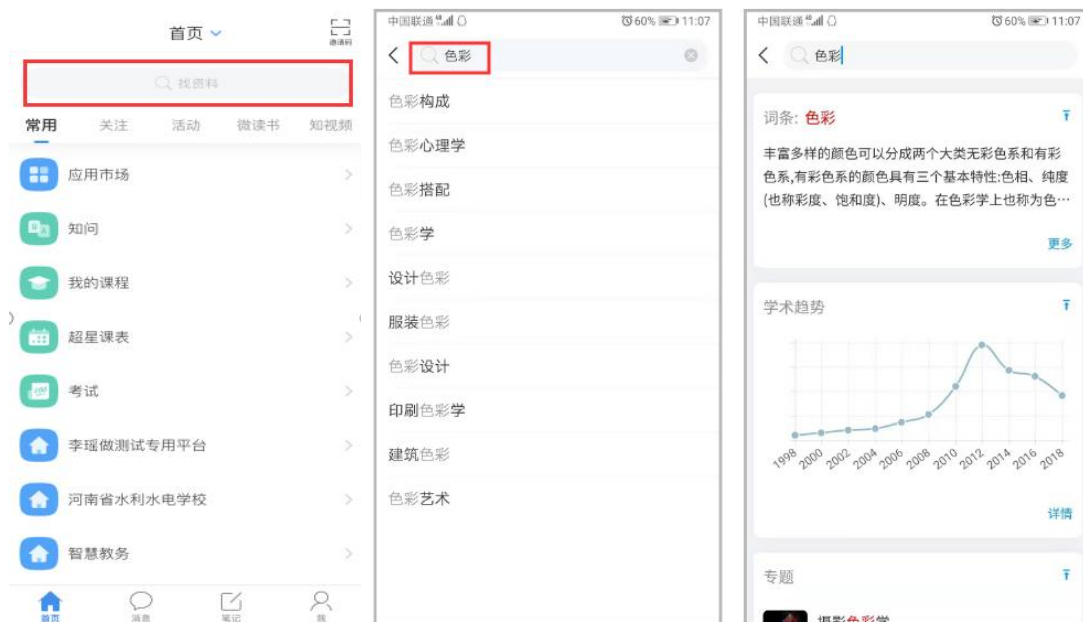 首页
邀请码
找资料
常用 关注 活动 微读书 知视频
应用市场
知问
我的课程
超星课表
考试
李瑶做测试专用平台
河南省水利水电学校
智慧教务
首页 消息 笔记 我
中国联通 60% 11:07
色彩
色彩构成
色彩心理学
色彩搭配
色彩学
设计色彩
服装色彩
色彩设计
印刷色彩学
建筑色彩
色彩艺术
中国联通 60% 11:07
色彩
词条: 色彩
丰富多样的颜色可以分成两个大类无彩色系和有彩
色系,有彩色系的颜色具有三个基本特性:色相、纯度
(也称彩度、饱和度)、明度。在色彩学上也称为色…
更多
学术趋势
1998 2000 2002 2004 2006 2008 2010 2012 2014 2016 2018
详情
专题
摄影色彩学